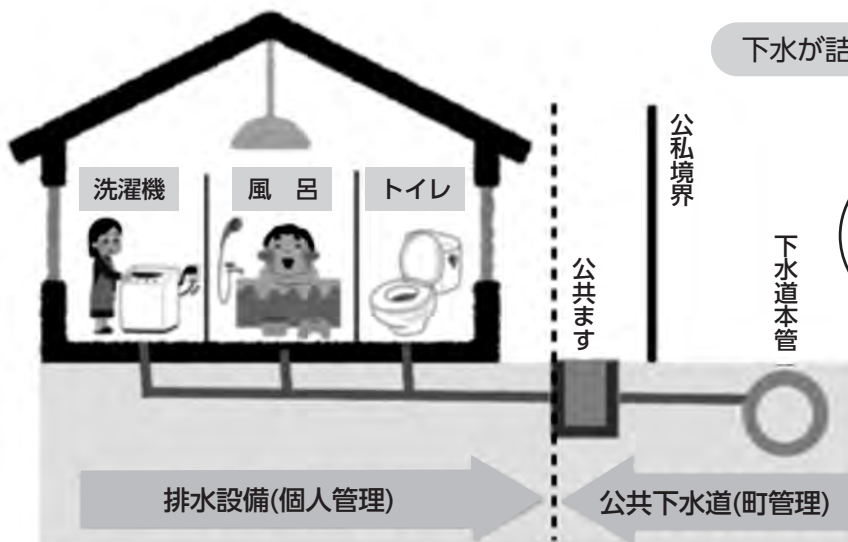 下水が詰
洗濯機
風 呂
トイレ
公私境界
公共ます
下水道本管
排水設備(個人管理)
公共下水道(町管理)